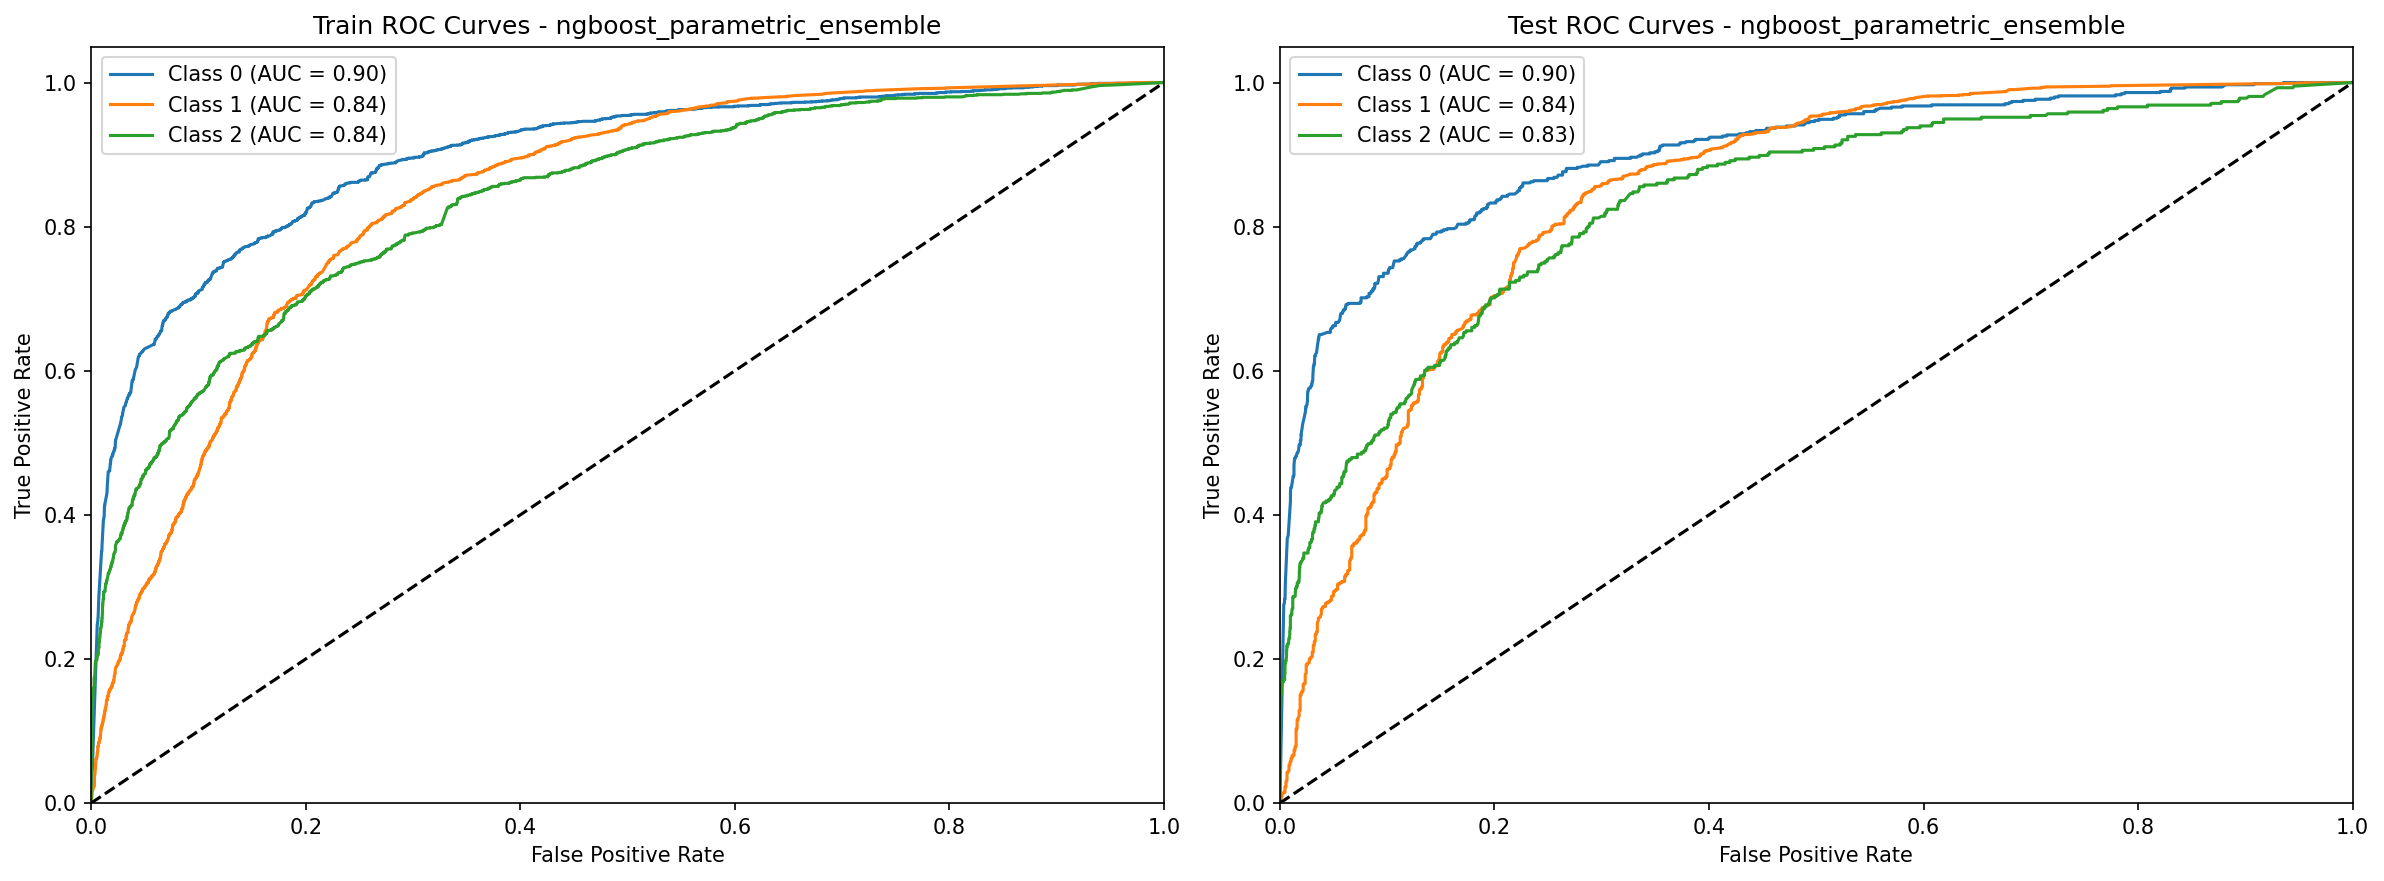 Train ROC Curves - ngboost_parametric_ensemble
Class 0 (AUC = 0.90)
Class 1 (AUC = 0.84)
Class 2 (AUC = 0.84)
True Positive Rate
1.0
0.8
0.6
0.4
0.2
0.0
0.0 0.2 0.4 0.6 0.8 1.0
False Positive Rate
Test ROC Curves - ngboost_parametric_ensemble
Class 0 (AUC = 0.90)
Class 1 (AUC = 0.84)
Class 2 (AUC = 0.83)
True Positive Rate
1.0
0.8
0.6
0.4
0.2
0.0
0.0 0.2 0.4 0.6 0.8 1.0
False Positive Rate